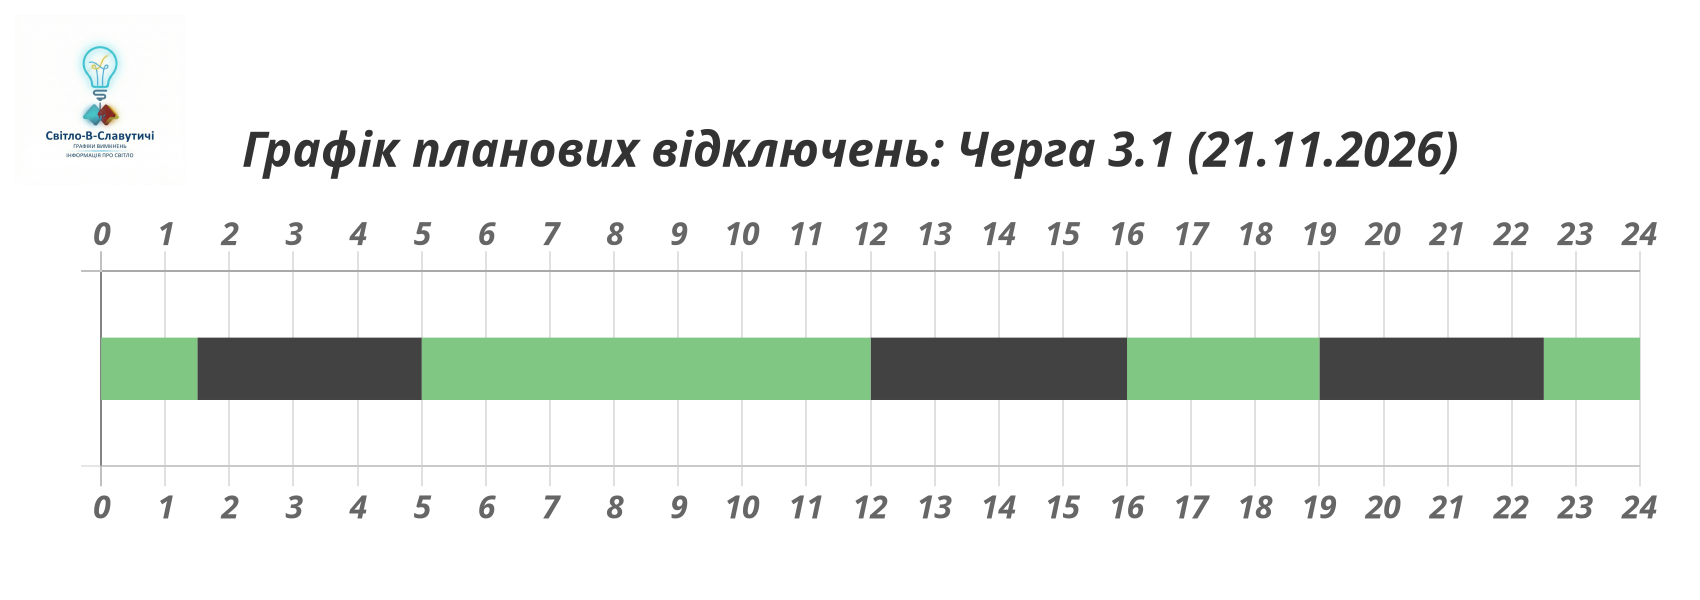 Світло-В-Славутичі
ГРАФІКИ ВИМКНЕНЬ
ІНФОРМАЦІЯ ПРО СВІТЛО
Графік планових відключень: Черга 3.1 (21.11.2026)
0 1 2 3 4 5 6 7 8 9 10 11 12 13 14 15 16 17 18 19 20 21 22 23 24
0 1 2 3 4 5 6 7 8 9 10 11 12 13 14 15 16 17 18 19 20 21 22 23 24